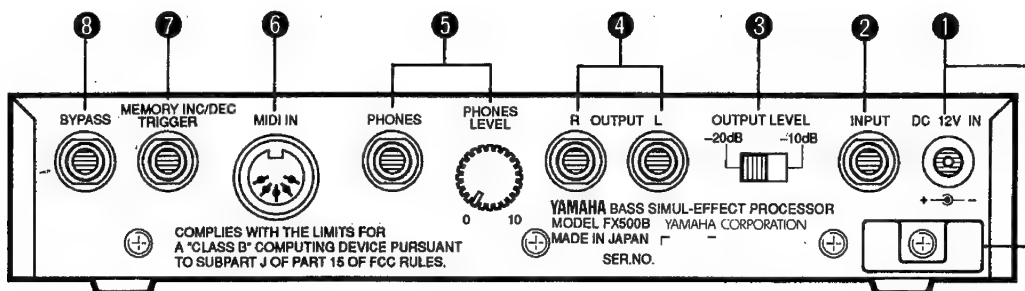 8 7 6 5 4 3 2 1
BYPASS
MEMORY INC/DEC
TRIGGER
MIDI IN
PHONES
PHONES
LEVEL
0 10
R OUTPUT L
OUTPUT LEVEL
-20dB -10dB
INPUT
DC 12V IN
+ -
COMPLIES WITH THE LIMITS FOR
A "CLASS B" COMPUTING DEVICE PURSUANT
TO SUBPART J OF PART 15 OF FCC RULES.
YAMAHA BASS SIMUL-EFFECT PROCESSOR
MODEL FX500B YAMAHA CORPORATION
MADE IN JAPAN
SER.NO.